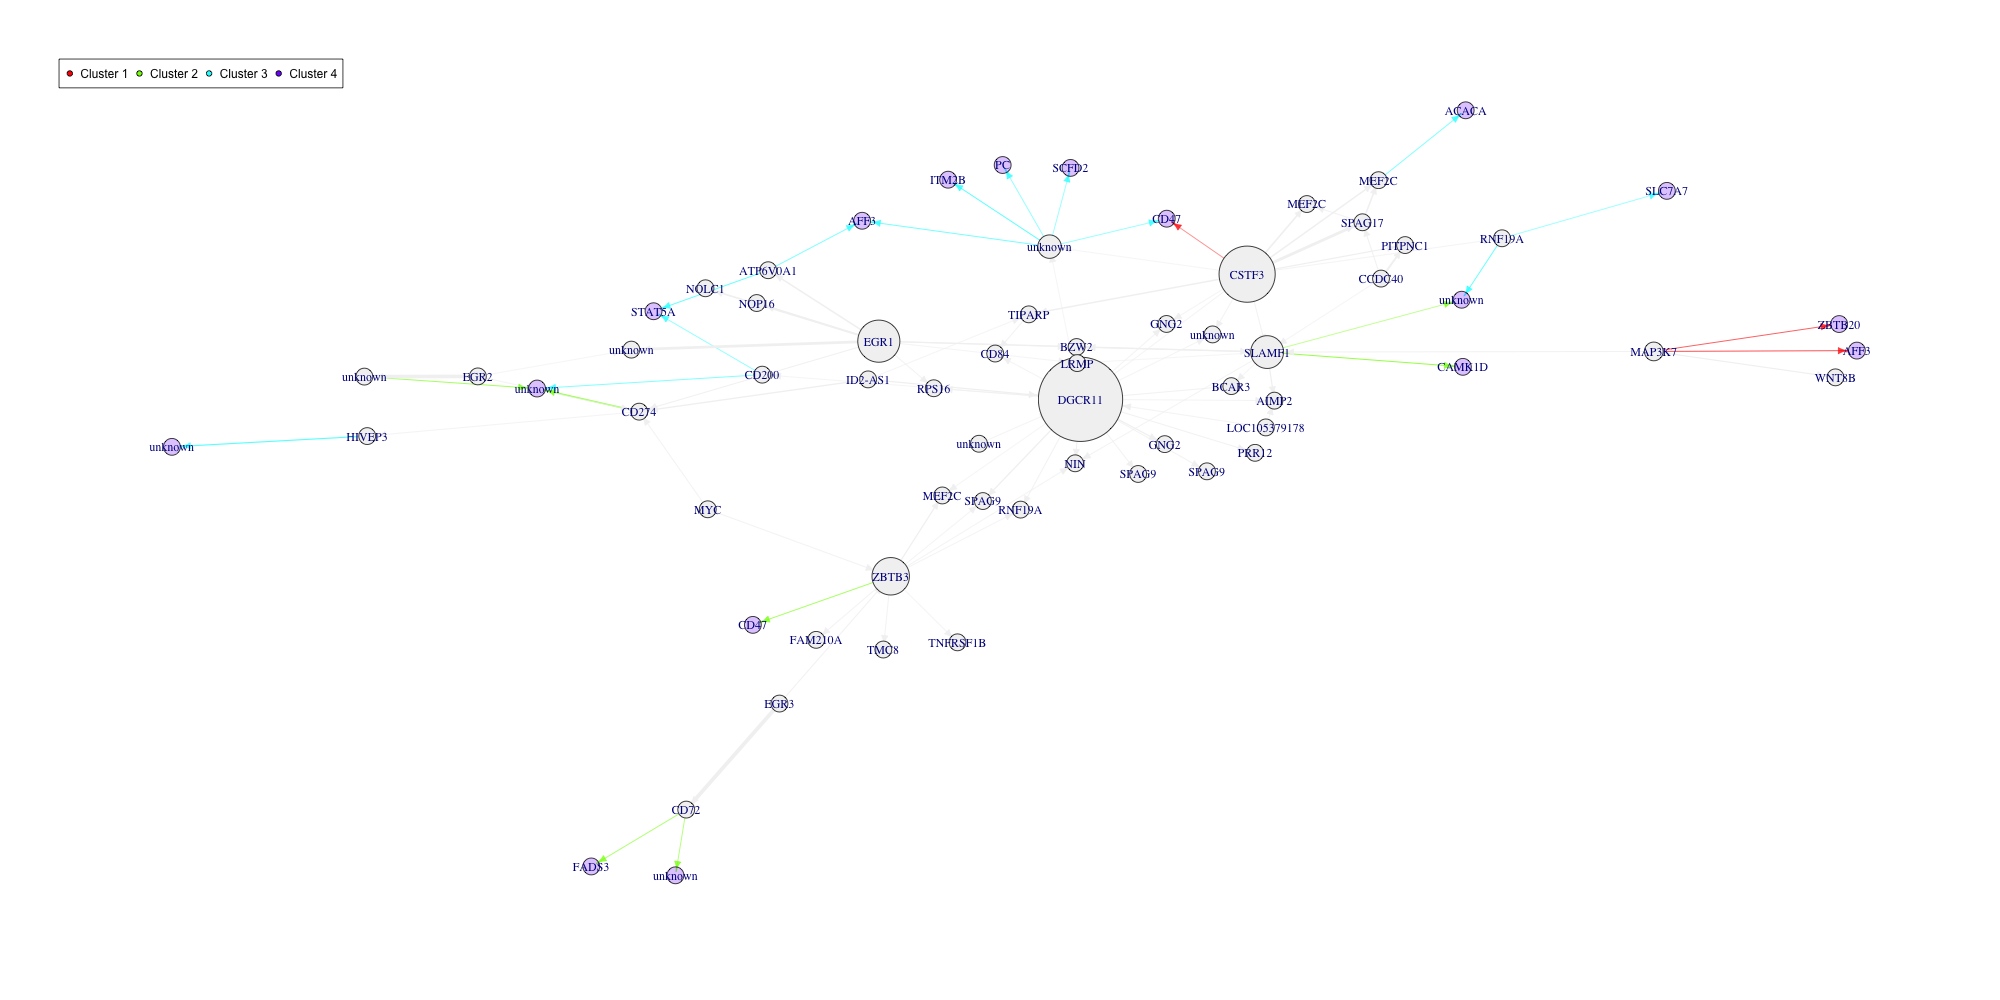 Cluster 1 Cluster 2 Cluster 3 Cluster 4
ACACA
PC
SCFD2
ITM2B
MEF2C
SLC7A7
MEF2C
CD47
AFF3
SPAG17
RNF19A
PITPNC1
unknown
ATP6V0A1
CSTF3
CCDC40
NOLC1
NOP16
unknown
STAT5A
TIPARP
GNG2
ZBTB20
unknown
EGR1
BZW2
unknown
CD84
SLAMF1
MAP3K7
AFF3
LRMP
CAMK1D
unknown
EGR2
CD200
ID2-AS1
WNT8B
unknown
RPS16
BCAR3
DGCR11
AIMP2
CD274
LOC105379178
HIVEP3
unknown
unknown
GNG2
PRR12
NIN
SPAG9
SPAG9
MEF2C
SPAG9
RNF19A
MYC
ZBTB3
CD47
FAM210A
TMC8
TNFRSF1B
EGR3
CD72
FADS3
unknown